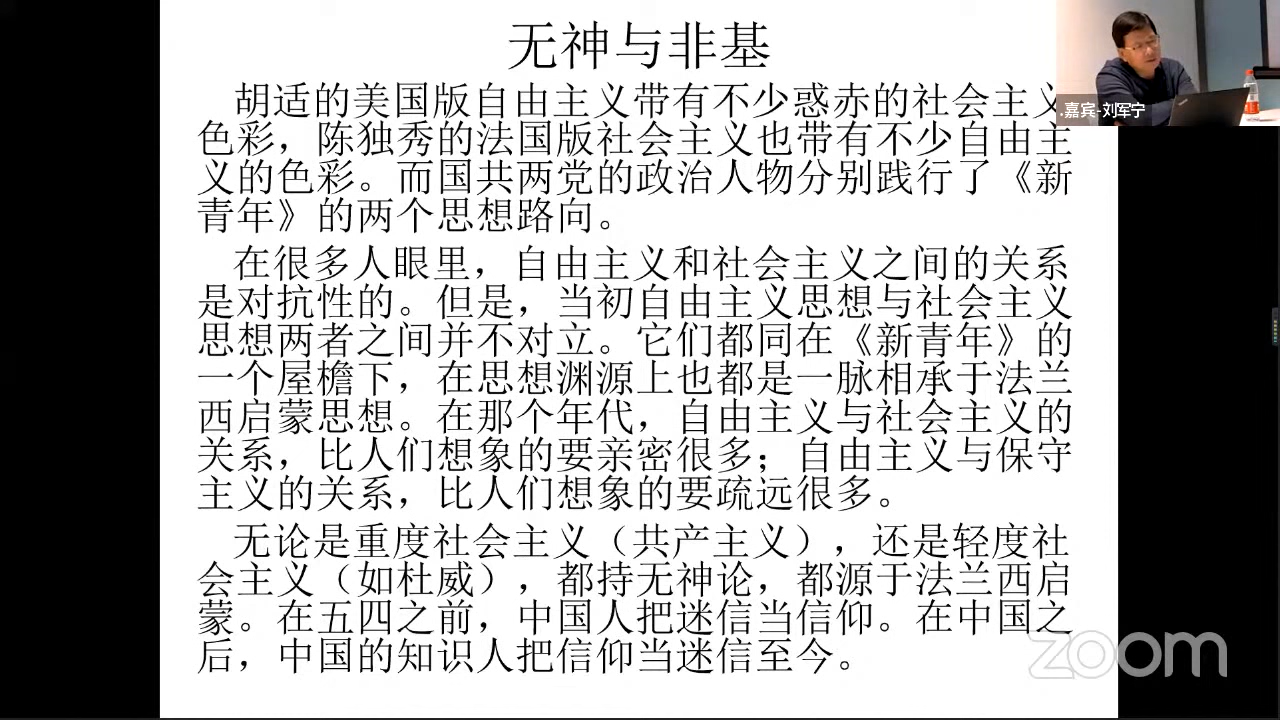 无神与非基
胡适的美国版自由主义带有不少惑赤的社会主义
色彩，陈独秀的法国版社会主义也带有不少自由主
义的色彩。而国共两党的政治人物分别践行了《新
青年》的两个思想路向。
在很多人眼里，自由主义和社会主义之间的关系
是对抗性的。但是，当初自由主义思想与社会主义
思想两者之间并不对立。它们都同在《新青年》的
一个屋檐下，在思想渊源上也都是一脉相承于法兰
西启蒙思想。在那个年代，自由主义与社会主义的
关系，比人们想象的要亲密很多；自由主义与保守
主义的关系，比人们想象的要疏远很多。
无论是重度社会主义（共产主义），还是轻度社
会主义（如杜威），都持无神论，都源于法兰西启
蒙。在五四之前，中国人把迷信当信仰。在中国之
后，中国的知识人把信仰当迷信至今。
嘉宾-刘军宁
zoom